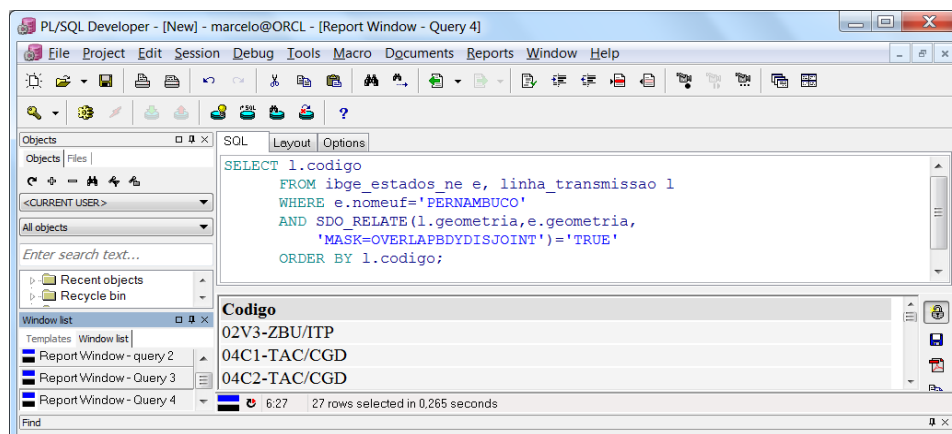 PL/SQL Developer - [New] - marcelo@ORCL - [Report Window - Query 4]
File Project Edit Session Debug Tools Macro Documents Reports Window Help
Objects
Objects Files
<CURRENT USER>
All objects
Enter search text...
Recent objects
Recycle bin
Window list
Templates Window list
Report Window - query 2
Report Window - Query 3
Report Window - Query 4
SQL Layout Options
SELECT l.codigo
FROM ibge_estados_ne e, linha_transmissao l
WHERE e.nomeuf='PERNAMBUCO'
AND SDO_RELATE(l.geometria,e.geometria,
'MASK=OVERLAPBDYDISJOINT')='TRUE'
ORDER BY l.codigo;
Codigo
02V3-ZBU/ITP
04C1-TAC/CGD
04C2-TAC/CGD
6:27 27 rows selected in 0,265 seconds
Find